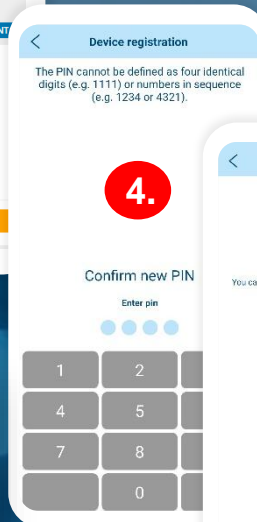 NT
Device registration
The PIN cannot be defined as four identical
digits (e.g. 1111) or numbers in sequence
(e.g. 1234 or 4321).
4.
You ca
Confirm new PIN
Enter pin
1 2
4 5
7 8
0